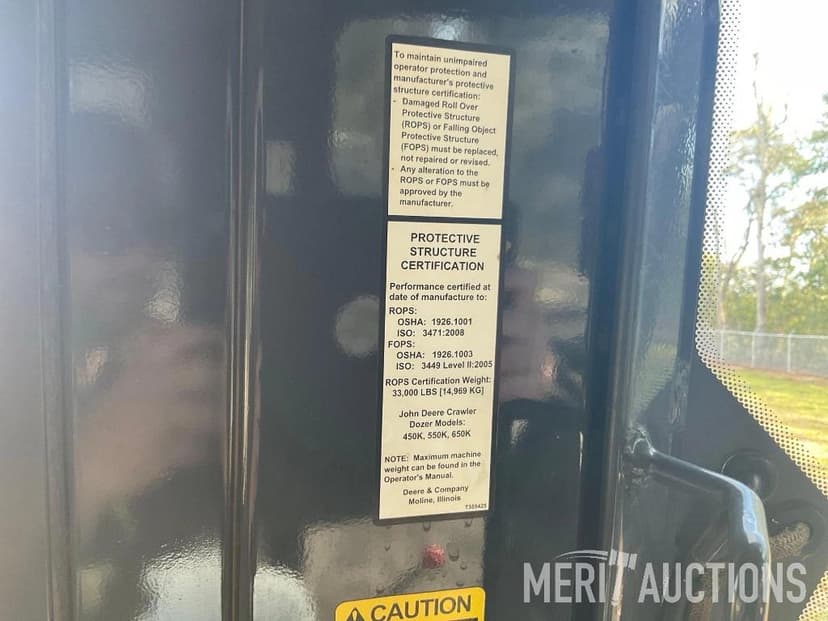 To maintain unimpaired
operator protection and
manufacturer's protective
structure certification:
- Damaged Roll Over
Protective Structure
(ROPS) or Falling Object
Protective Structure
(FOPS) must be replaced,
not repaired or revised.
- Any alteration to the
ROPS or FOPS must be
approved by the
manufacturer.
PROTECTIVE
STRUCTURE
CERTIFICATION
Performance certified at
date of manufacture to:
ROPS:
OSHA: 1926.1001
ISO: 3471:2008
FOPS:
OSHA: 1926.1003
ISO: 3449 Level II:2005
ROPS Certification Weight:
33,000 LBS [14,969 KG]
John Deere Crawler
Dozer Models:
450K, 550K, 650K
NOTE: Maximum machine
weight can be found in the
Operator's Manual.
Deere & Company
Moline, Illinois
CAUTION
MERIT AUCTIONS